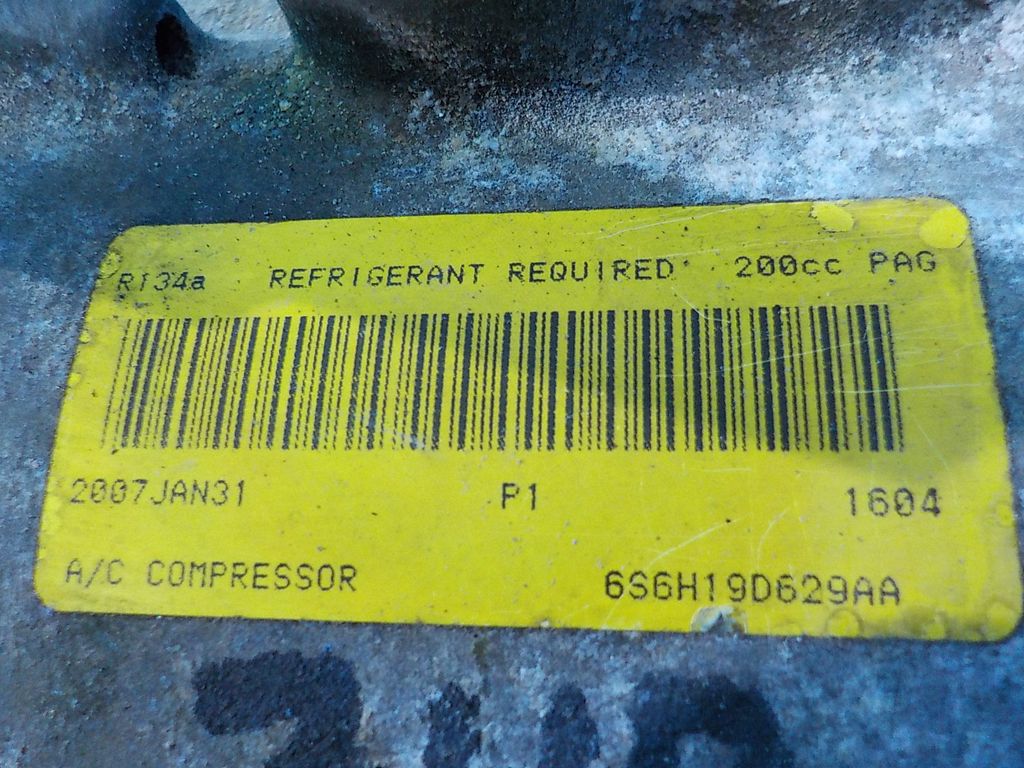 R134a REFRIGERANT REQUIRED 200cc PAG
2007JAN31 P1 1604
A/C COMPRESSOR 6S6H19D629AA